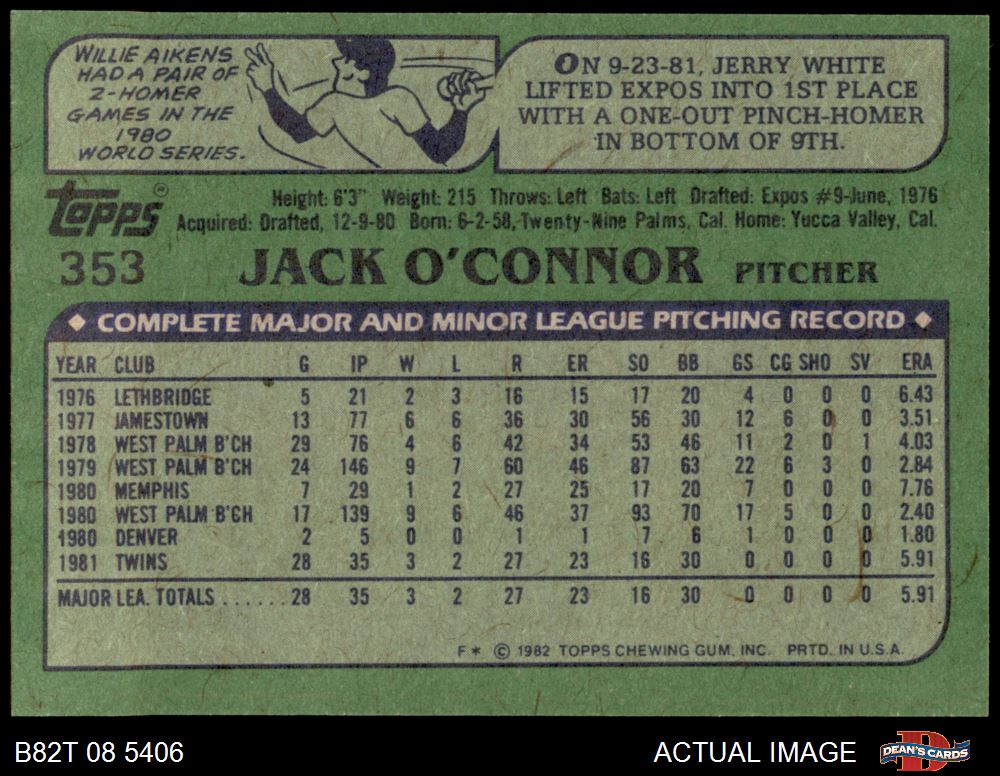 WILLIE AIKENS
HAD A PAIR OF
2-HOMER
GAMES IN THE
1980
WORLD SERIES.
ON 9-23-81, JERRY WHITE
LIFTED EXPOS INTO 1ST PLACE
WITH A ONE-OUT PINCH-HOMER
IN BOTTOM OF 9TH.
TOPPS®
Height: 6'3" Weight: 215 Throws: Left Bats: Left Drafted: Expos #9-June, 1976
Acquired: Drafted, 12-9-80 Born: 6-2-58, Twenty-Nine Palms, Cal. Home: Yucca Valley, Cal.
353 JACK O'CONNOR PITCHER
◆ COMPLETE MAJOR AND MINOR LEAGUE PITCHING RECORD ◆
YEAR CLUB G IP W L R ER SO BB GS CG SHO SV ERA
1976 LETHBRIDGE 5 21 2 3 16 15 17 20 4 0 0 0 6.43
1977 JAMESTOWN 13 77 6 6 36 30 56 30 12 6 0 0 3.51
1978 WEST PALM B'CH 29 76 4 6 42 34 53 46 11 2 0 1 4.03
1979 WEST PALM B'CH 24 146 9 7 60 46 87 63 22 6 3 0 2.84
1980 MEMPHIS 7 29 1 2 27 25 17 20 7 0 0 0 7.76
1980 WEST PALM B'CH 17 139 9 6 46 37 93 70 17 5 0 0 2.40
1980 DENVER 2 5 0 0 1 1 7 6 1 0 0 0 1.80
1981 TWINS 28 35 3 2 27 23 16 30 0 0 0 0 5.91
MAJOR LEA. TOTALS ......28 35 3 2 27 23 16 30 0 0 0 0 5.91
F* © 1982 TOPPS CHEWING GUM, INC. PRTD. IN U.S.A.
B82T 08 5406 ACTUAL IMAGE DEAN'S CARDS